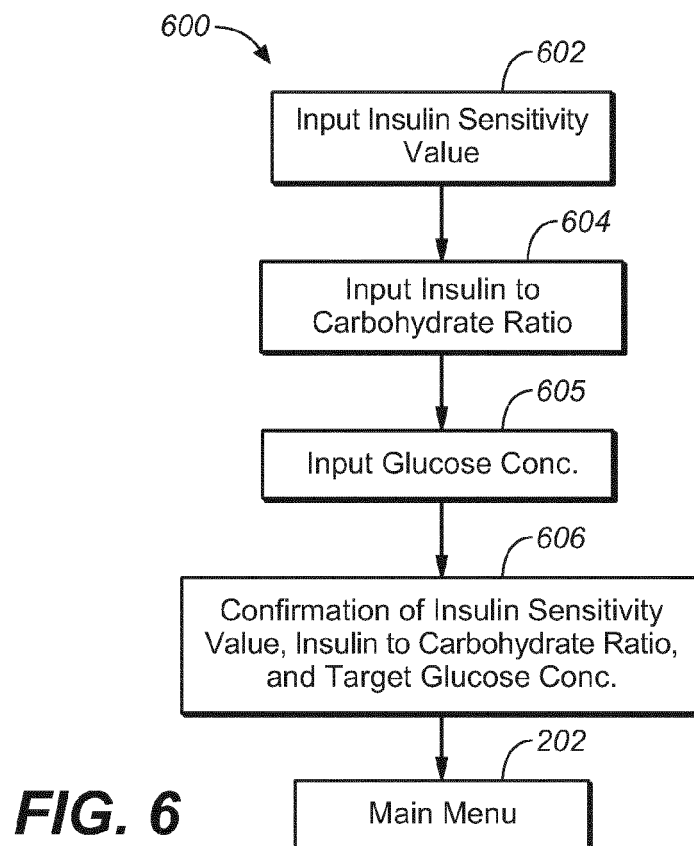 600
602
Input Insulin Sensitivity
Value
604
Input Insulin to
Carbohydrate Ratio
605
Input Glucose Conc.
606
Confirmation of Insulin Sensitivity
Value, Insulin to Carbohydrate Ratio,
and Target Glucose Conc.
202
Main Menu
FIG. 6